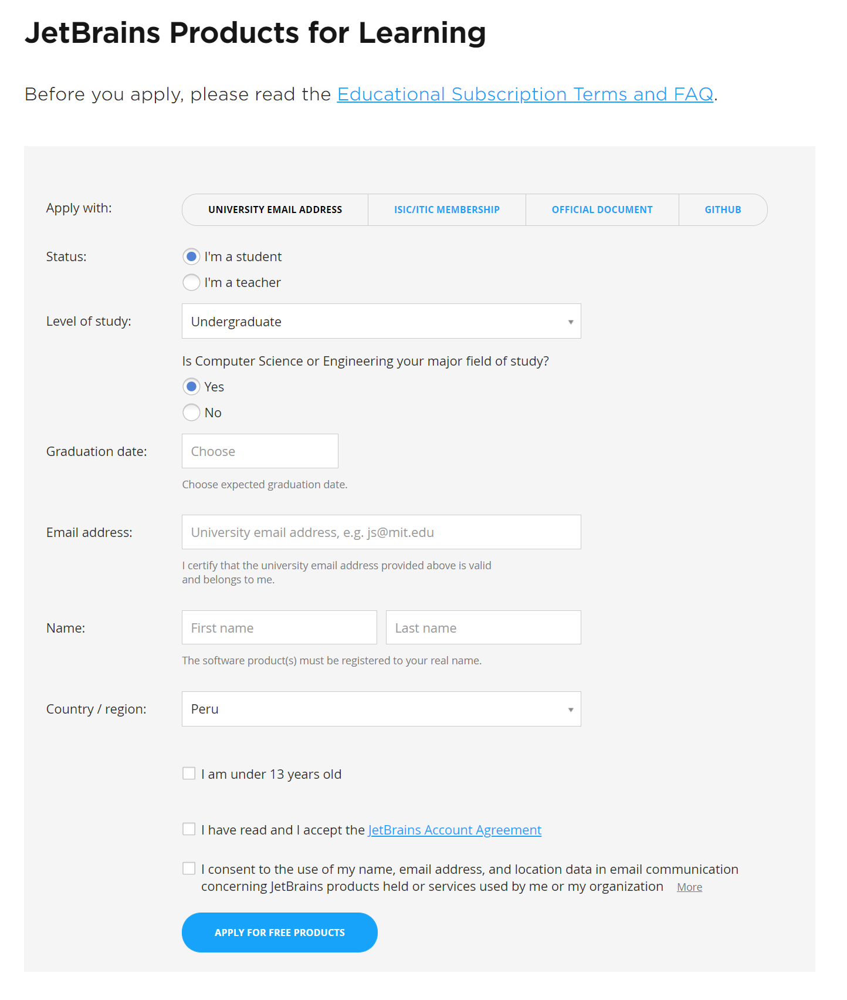 JetBrains Products for Learning
Before you apply, please read the Educational Subscription Terms and FAQ.
Apply with:
UNIVERSITY EMAIL ADDRESS
ISIC/ITIC MEMBERSHIP
OFFICIAL DOCUMENT
GITHUB
Status:
I'm a student
I'm a teacher
Level of study:
Undergraduate
Is Computer Science or Engineering your major field of study?
Yes
No
Graduation date:
Choose
Choose expected graduation date.
Email address:
University email address, e.g. js@mit.edu
I certify that the university email address provided above is valid
and belongs to me.
Name:
First name
Last name
The software product(s) must be registered to your real name.
Country / region:
Peru
I am under 13 years old
I have read and I accept the JetBrains Account Agreement
I consent to the use of my name, email address, and location data in email communication
concerning JetBrains products held or services used by me or my organization More
APPLY FOR FREE PRODUCTS